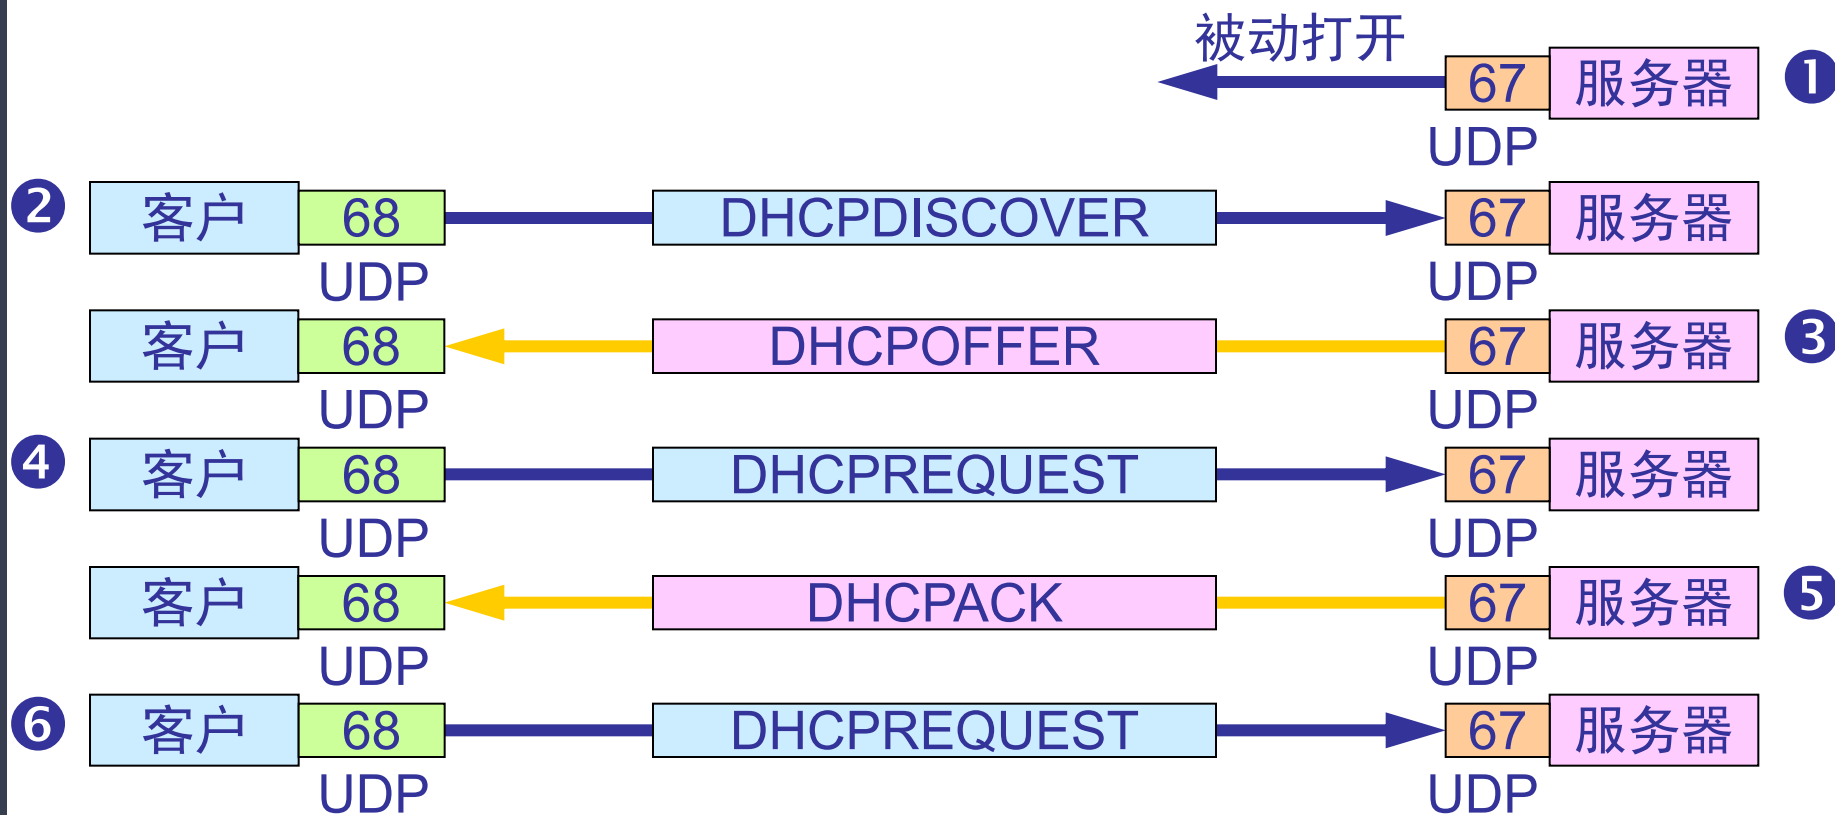 被动打开
67 服务器 ❶
UDP
❷ 客户 68 DHCPDISCOVER 67 服务器
UDP UDP
客户 68 DHCPOFFER 67 服务器 ❸
UDP UDP
❹ 客户 68 DHCPREQUEST 67 服务器
UDP UDP
客户 68 DHCPACK 67 服务器 ❺
UDP UDP
❻ 客户 68 DHCPREQUEST 67 服务器
UDP UDP